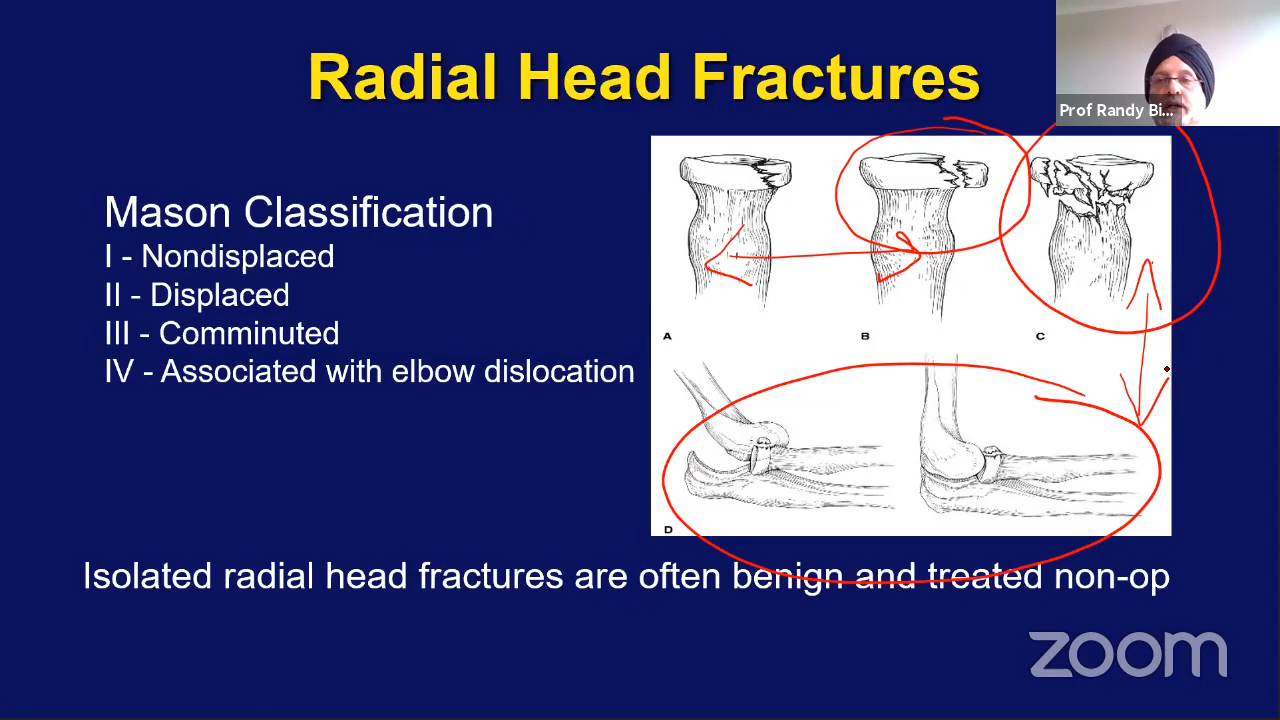 Radial Head Fractures
Prof Randy Bi...
Mason Classification
I - Nondisplaced
II - Displaced
III - Comminuted
IV - Associated with elbow dislocation
A
B
C
D
Isolated radial head fractures are often benign and treated non-op
zoom